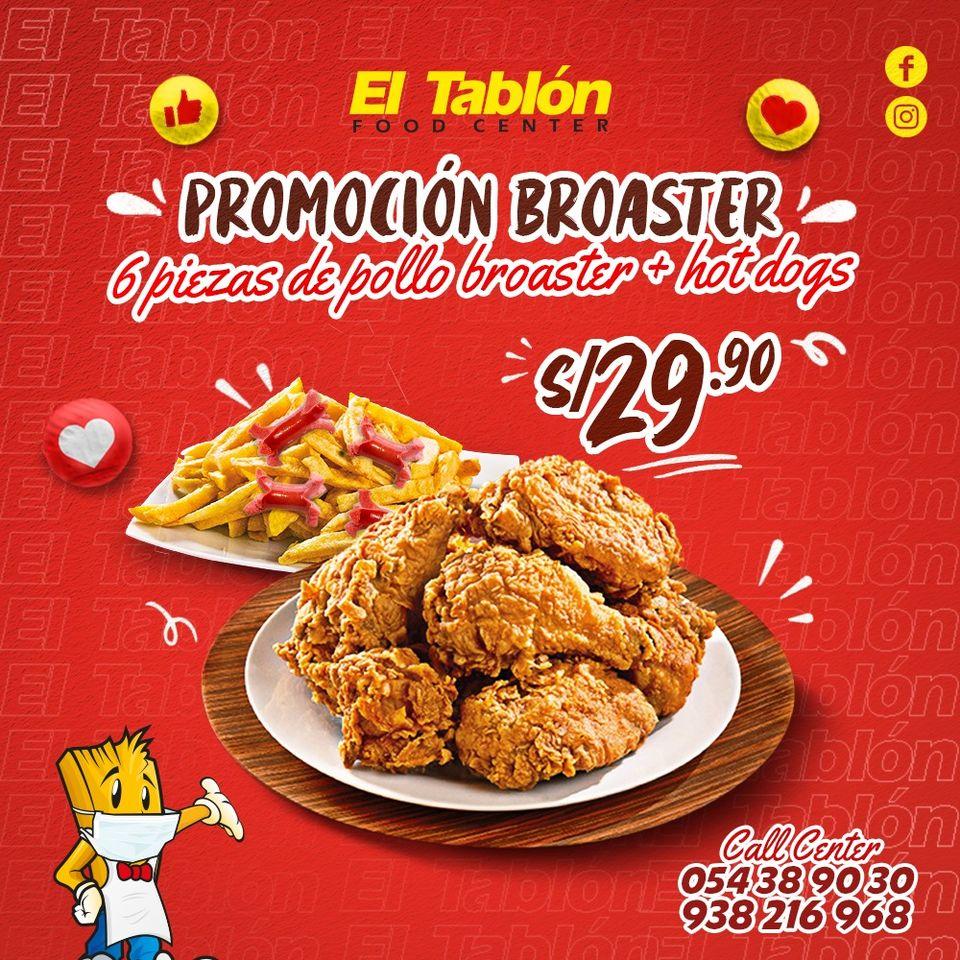 El Tablón
FOOD CENTER
PROMOCIÓN BROASTER
6 piezas de pollo broaster + hot dogs
S/29.90
Call Center
054 38 90 30
938 216 968